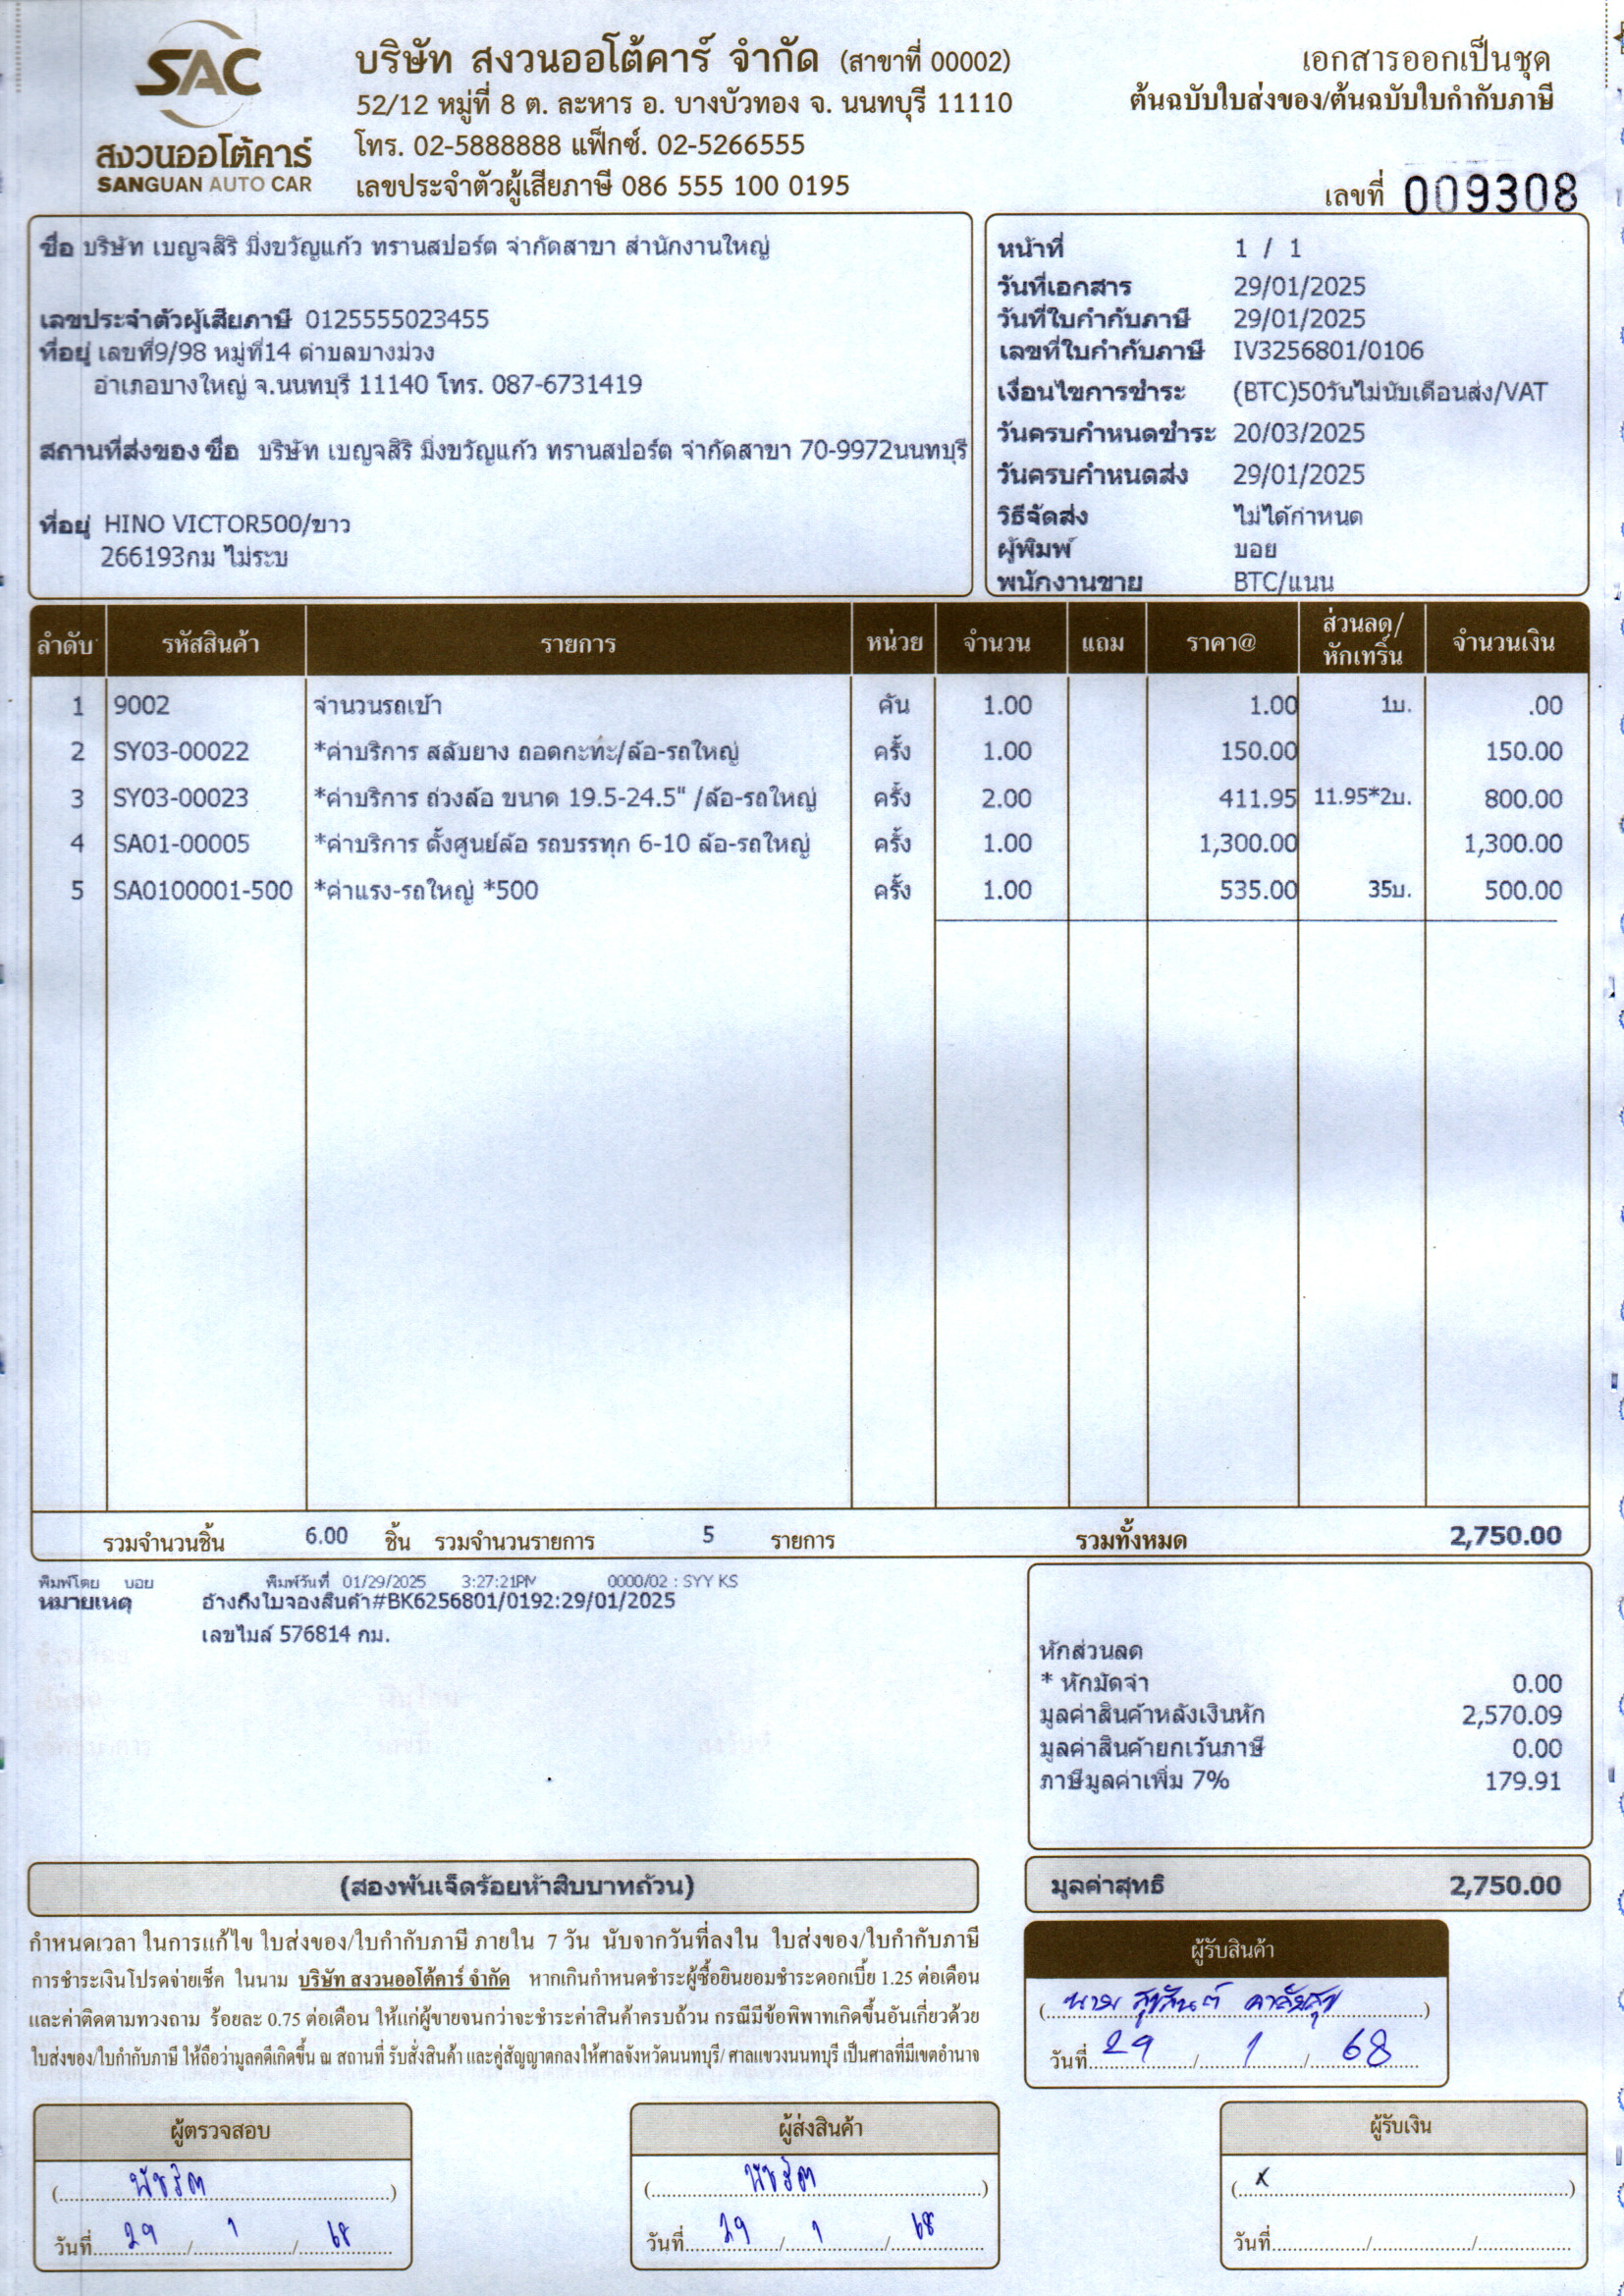 SAC
สงวนออโต้คาร์
SANGUAN AUTO CAR
บริษัท สงวนออโต้คาร์ จำกัด (สาขาที่ 00002)
52/12 หมู่ที่ 8 ต. ละหาร อ. บางบัวทอง จ. นนทบุรี 11110
โทร. 02-5888888 แฟ็กซ์. 02-5266555
เลขประจำตัวผู้เสียภาษี 086 555 100 0195
เอกสารออกเป็นชุด
ต้นฉบับใบส่งของ/ต้นฉบับใบกำกับภาษี
เลขที่ 009308
ชื่อ บริษัท เบญจสิริ มิ่งขวัญแก้ว ทรานสปอร์ต จำกัดสาขา สำนักงานใหญ่
เลขประจำตัวผู้เสียภาษี 0125555023455
ที่อยู่ เลขที่9/98 หมู่ที่14 ตำบลบางม่วง
อำเภอบางใหญ่ จ.นนทบุรี 11140 โทร. 087-6731419
สถานที่ส่งของ ชื่อ บริษัท เบญจสิริ มิ่งขวัญแก้ว ทรานสปอร์ต จำกัดสาขา 70-9972นนทบุรี
ที่อยู่ HINO VICTOR500/ขาว
266193กม ไม่ระบ
หน้าที่ 1 / 1
วันที่เอกสาร 29/01/2025
วันที่ใบกำกับภาษี 29/01/2025
เลขที่ใบกำกับภาษี IV3256801/0106
เงื่อนไขการชำระ (BTC)50วันไม่นับเดือนส่ง/VAT
วันครบกำหนดชำระ 20/03/2025
วันครบกำหนดส่ง 29/01/2025
วิธีจัดส่ง ไม่ได้กำหนด
ผู้พิมพ์ บอย
พนักงานขาย BTC/แนน
ลำดับ รหัสสินค้า รายการ หน่วย จำนวน แถม ราคา@ ส่วนลด/หักเทริ์น จำนวนเงิน
1 9002 จำนวนรถเข้า คัน 1.00 1.00 1บ. .00
2 SY03-00022 *ค่าบริการ สลับยาง ถอดกะทะ/ล้อ-รถใหญ่ ครั้ง 1.00 150.00 150.00
3 SY03-00023 *ค่าบริการ ถ่วงล้อ ขนาด 19.5-24.5" /ล้อ-รถใหญ่ ครั้ง 2.00 411.95 11.95*2บ. 800.00
4 SA01-00005 *ค่าบริการ ตั้งศูนย์ล้อ รถบรรทุก 6-10 ล้อ-รถใหญ่ ครั้ง 1.00 1,300.00 1,300.00
5 SA0100001-500 *ค่าแรง-รถใหญ่ *500 ครั้ง 1.00 535.00 35บ. 500.00
รวมจำนวนชิ้น 6.00 ชิ้น รวมจำนวนรายการ 5 รายการ รวมทั้งหมด 2,750.00
พิมพ์โดย บอย พิมพ์วันที่ 01/29/2025 3:27:21PM 0000/02 : SYY KS
หมายเหตุ อ้างถึงใบจองสินค้า#BK6256801/0192:29/01/2025
เลขไมล์ 576814 กม.
หักส่วนลด
* หักมัดจำ 0.00
มูลค่าสินค้าหลังเงินหัก 2,570.09
มูลค่าสินค้ายกเว้นภาษี 0.00
ภาษีมูลค่าเพิ่ม 7% 179.91
(สองพันเจ็ดร้อยห้าสิบบาทถ้วน)
มูลค่าสุทธิ 2,750.00
กำหนดเวลา ในการแก้ไข ใบส่งของ/ใบกำกับภาษี ภายใน 7 วัน นับจากวันที่ลงใน ใบส่งของ/ใบกำกับภาษี
การชำระเงินโปรดจ่ายเช็ค ในนาม บริษัท สงวนออโต้คาร์ จำกัด หากเกินกำหนดชำระผู้ซื้อยินยอมชำระดอกเบี้ย 1.25 ต่อเดือน
และค่าติดตามทวงถาม ร้อยละ 0.75 ต่อเดือน ให้แก่ผู้ขายจนกว่าจะชำระค่าสินค้าครบถ้วน กรณีมีข้อพิพาทเกิดขึ้นอันเกี่ยวด้วย
ใบส่งของ/ใบกำกับภาษี ให้ถือว่ามูลคดีเกิดขึ้น ณ สถานที่ รับสั่งสินค้า และคู่สัญญาตกลงให้ศาลจังหวัดนนทบุรี/ ศาลแขวงนนทบุรี เป็นศาลที่มีเขตอำนาจ
ผู้รับสินค้า
วันที่ 29 / 1 / 68
ผู้ตรวจสอบ
วันที่ 29 / 1 / 68
ผู้ส่งสินค้า
วันที่ 29 / 1 / 68
ผู้รับเงิน
(x)
วันที่ / /